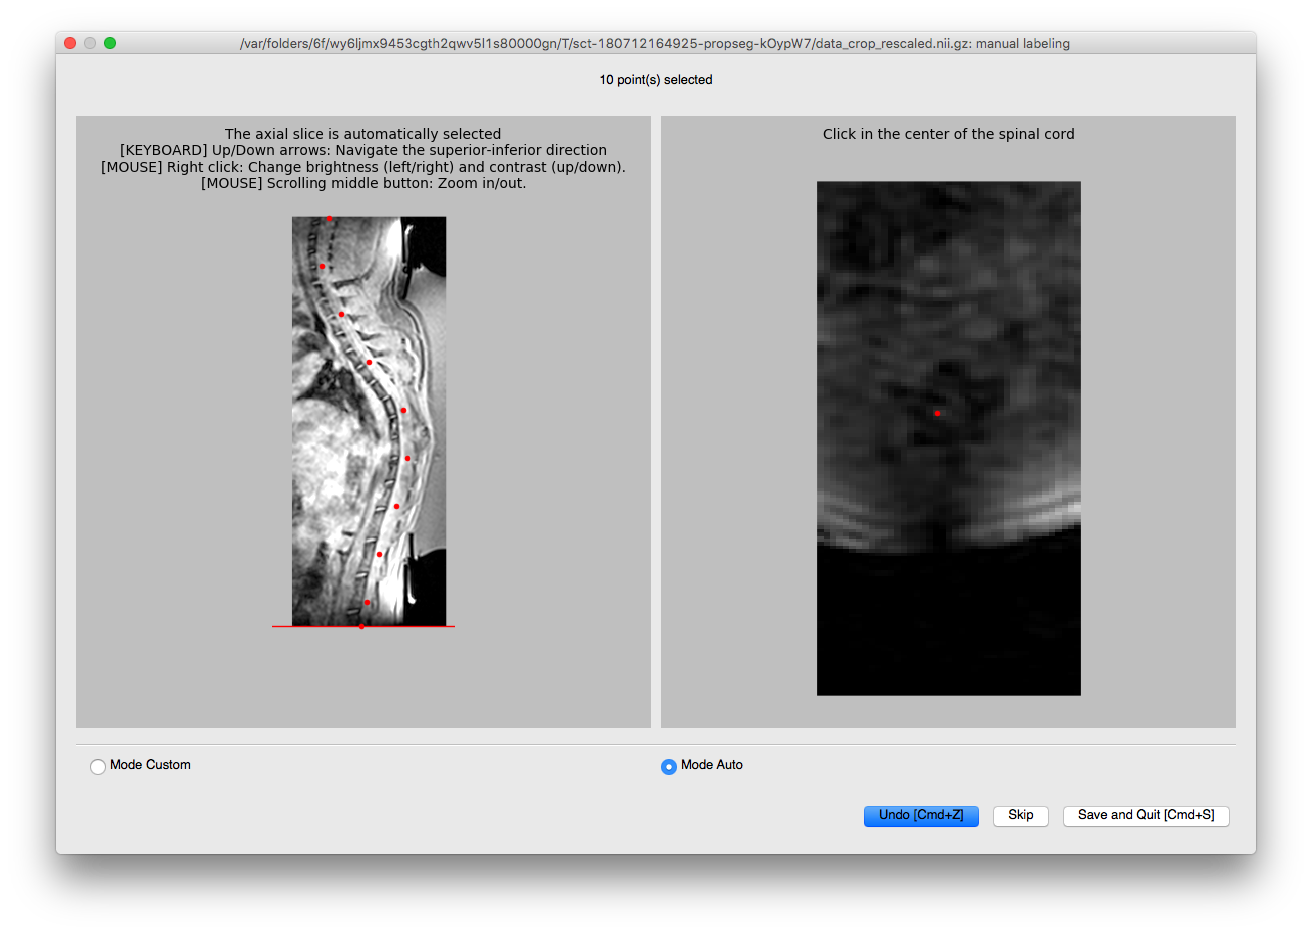 /var/folders/6f/wy6ljmx9453cgth2qwv5l1s80000gn/T/sct-180712164925-propseg-kOypW7/data_crop_rescaled.nii.gz: manual labeling
10 point(s) selected
The axial slice is automatically selected
[KEYBOARD] Up/Down arrows: Navigate the superior-inferior direction
[MOUSE] Right click: Change brightness (left/right) and contrast (up/down).
[MOUSE] Scrolling middle button: Zoom in/out.
Click in the center of the spinal cord
Mode Custom
Mode Auto
Undo [Cmd+Z]
Skip
Save and Quit [Cmd+S]